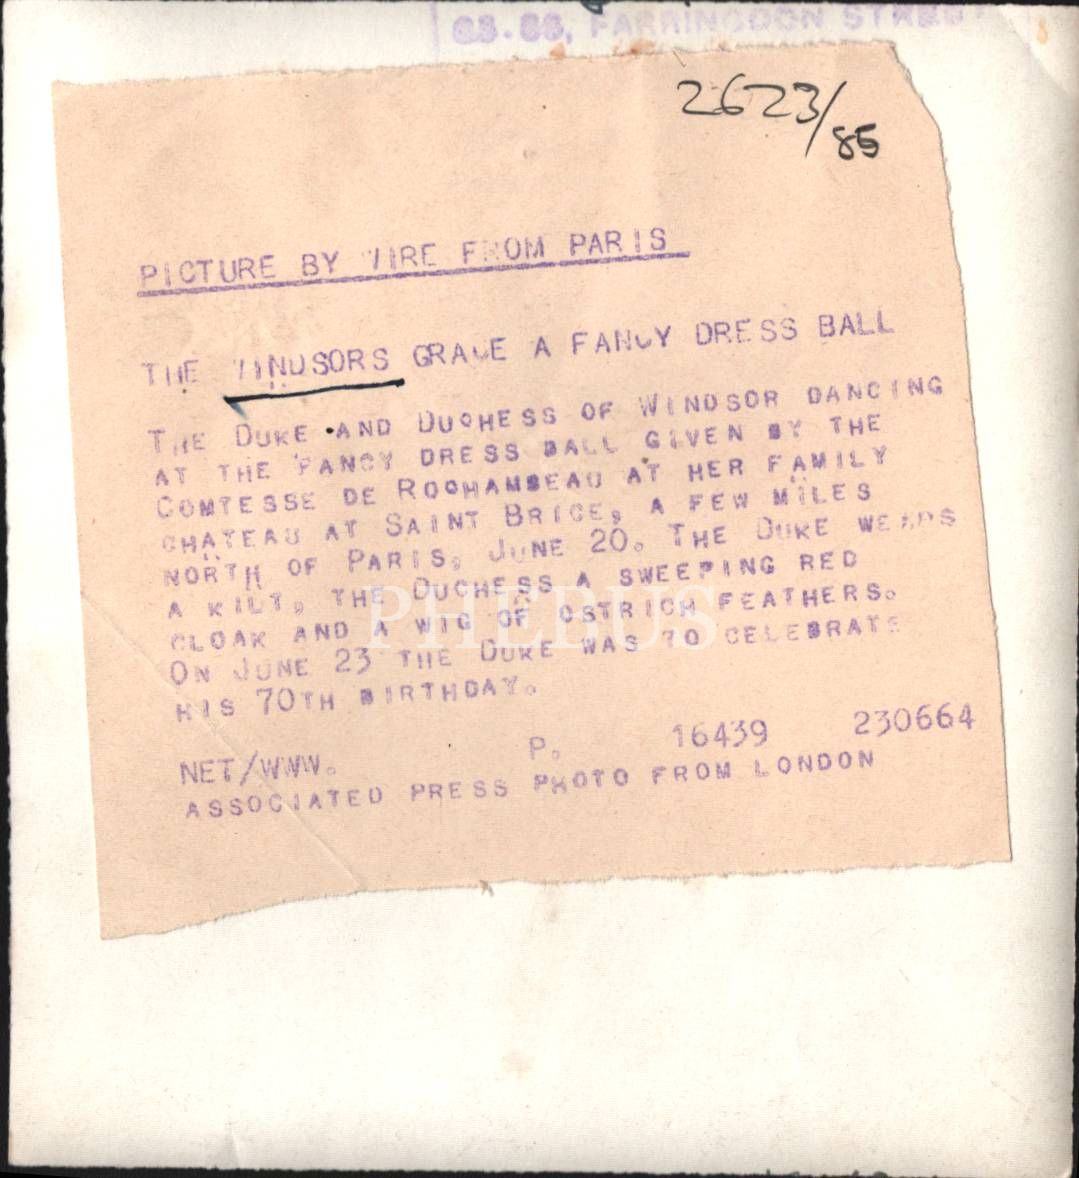 63-88, FARRINGDON STREET
2623/85
PICTURE BY WIRE FROM PARIS
THE WINDSORS GRACE A FANCY DRESS BALL
THE DUKE AND DUCHESS OF WINDSOR DANCING
AT THE FANCY DRESS BALL GIVEN BY THE
COMTESSE DE ROCHAMBEAU AT HER FAMILY
CHATEAU AT SAINT BRICE, A FEW MILES
NORTH OF PARIS, JUNE 20. THE DUKE WEARS
A KILT, THE DUCHESS A SWEEPING RED
CLOAK AND A WIG OF OSTRICH FEATHERS.
ON JUNE 23 THE DUKE WAS TO CELEBRATE
HIS 70TH BIRTHDAY.
NET/WWW. P. 16439 230664
ASSOCIATED PRESS PHOTO FROM LONDON
PHEBUS